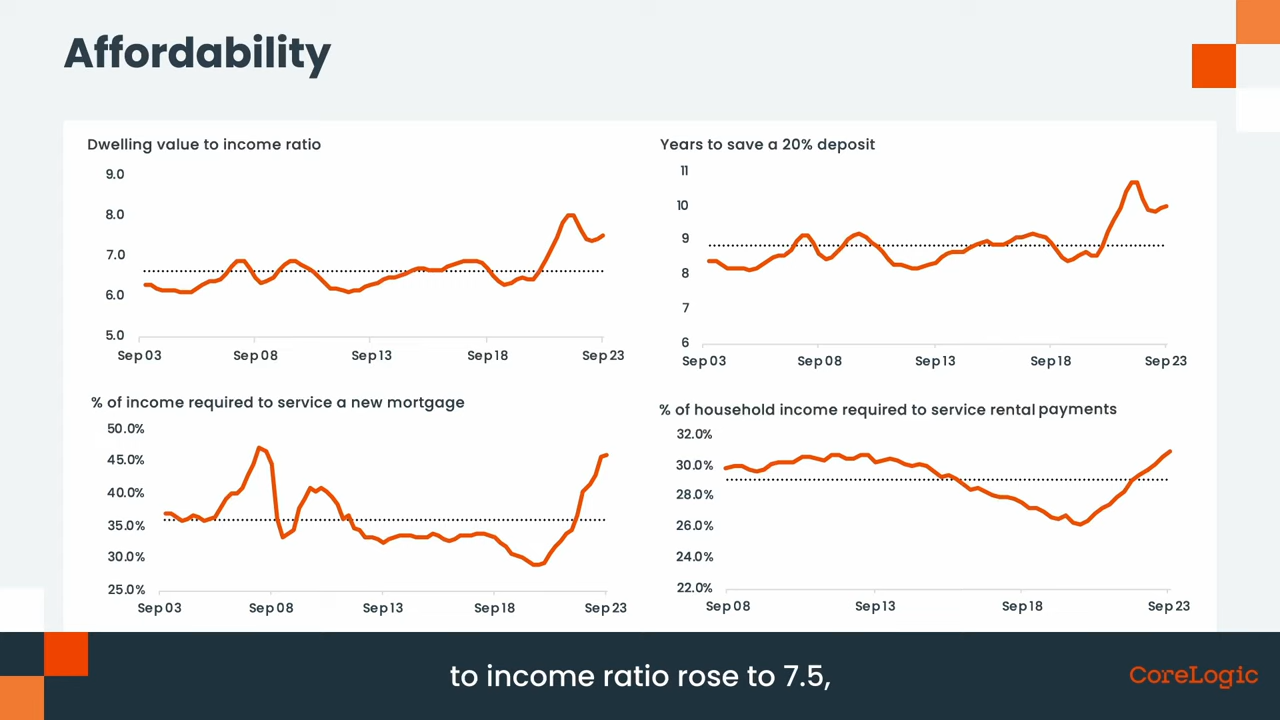 Affordability
Dwelling value to income ratio
9.0
8.0
7.0
6.0
5.0
Sep 03
Sep 08
Sep 13
Sep 18
Sep 23
Years to save a 20% deposit
11
10
9
8
7
6
Sep 03
Sep 08
Sep 13
Sep 18
Sep 23
% of income required to service a new mortgage
50.0%
45.0%
40.0%
35.0%
30.0%
25.0%
Sep 03
Sep 08
Sep 13
Sep 18
Sep 23
% of household income required to service rental payments
32.0%
30.0%
28.0%
26.0%
24.0%
22.0%
Sep 08
Sep 13
Sep 18
Sep 23
to income ratio rose to 7.5,
CoreLogic